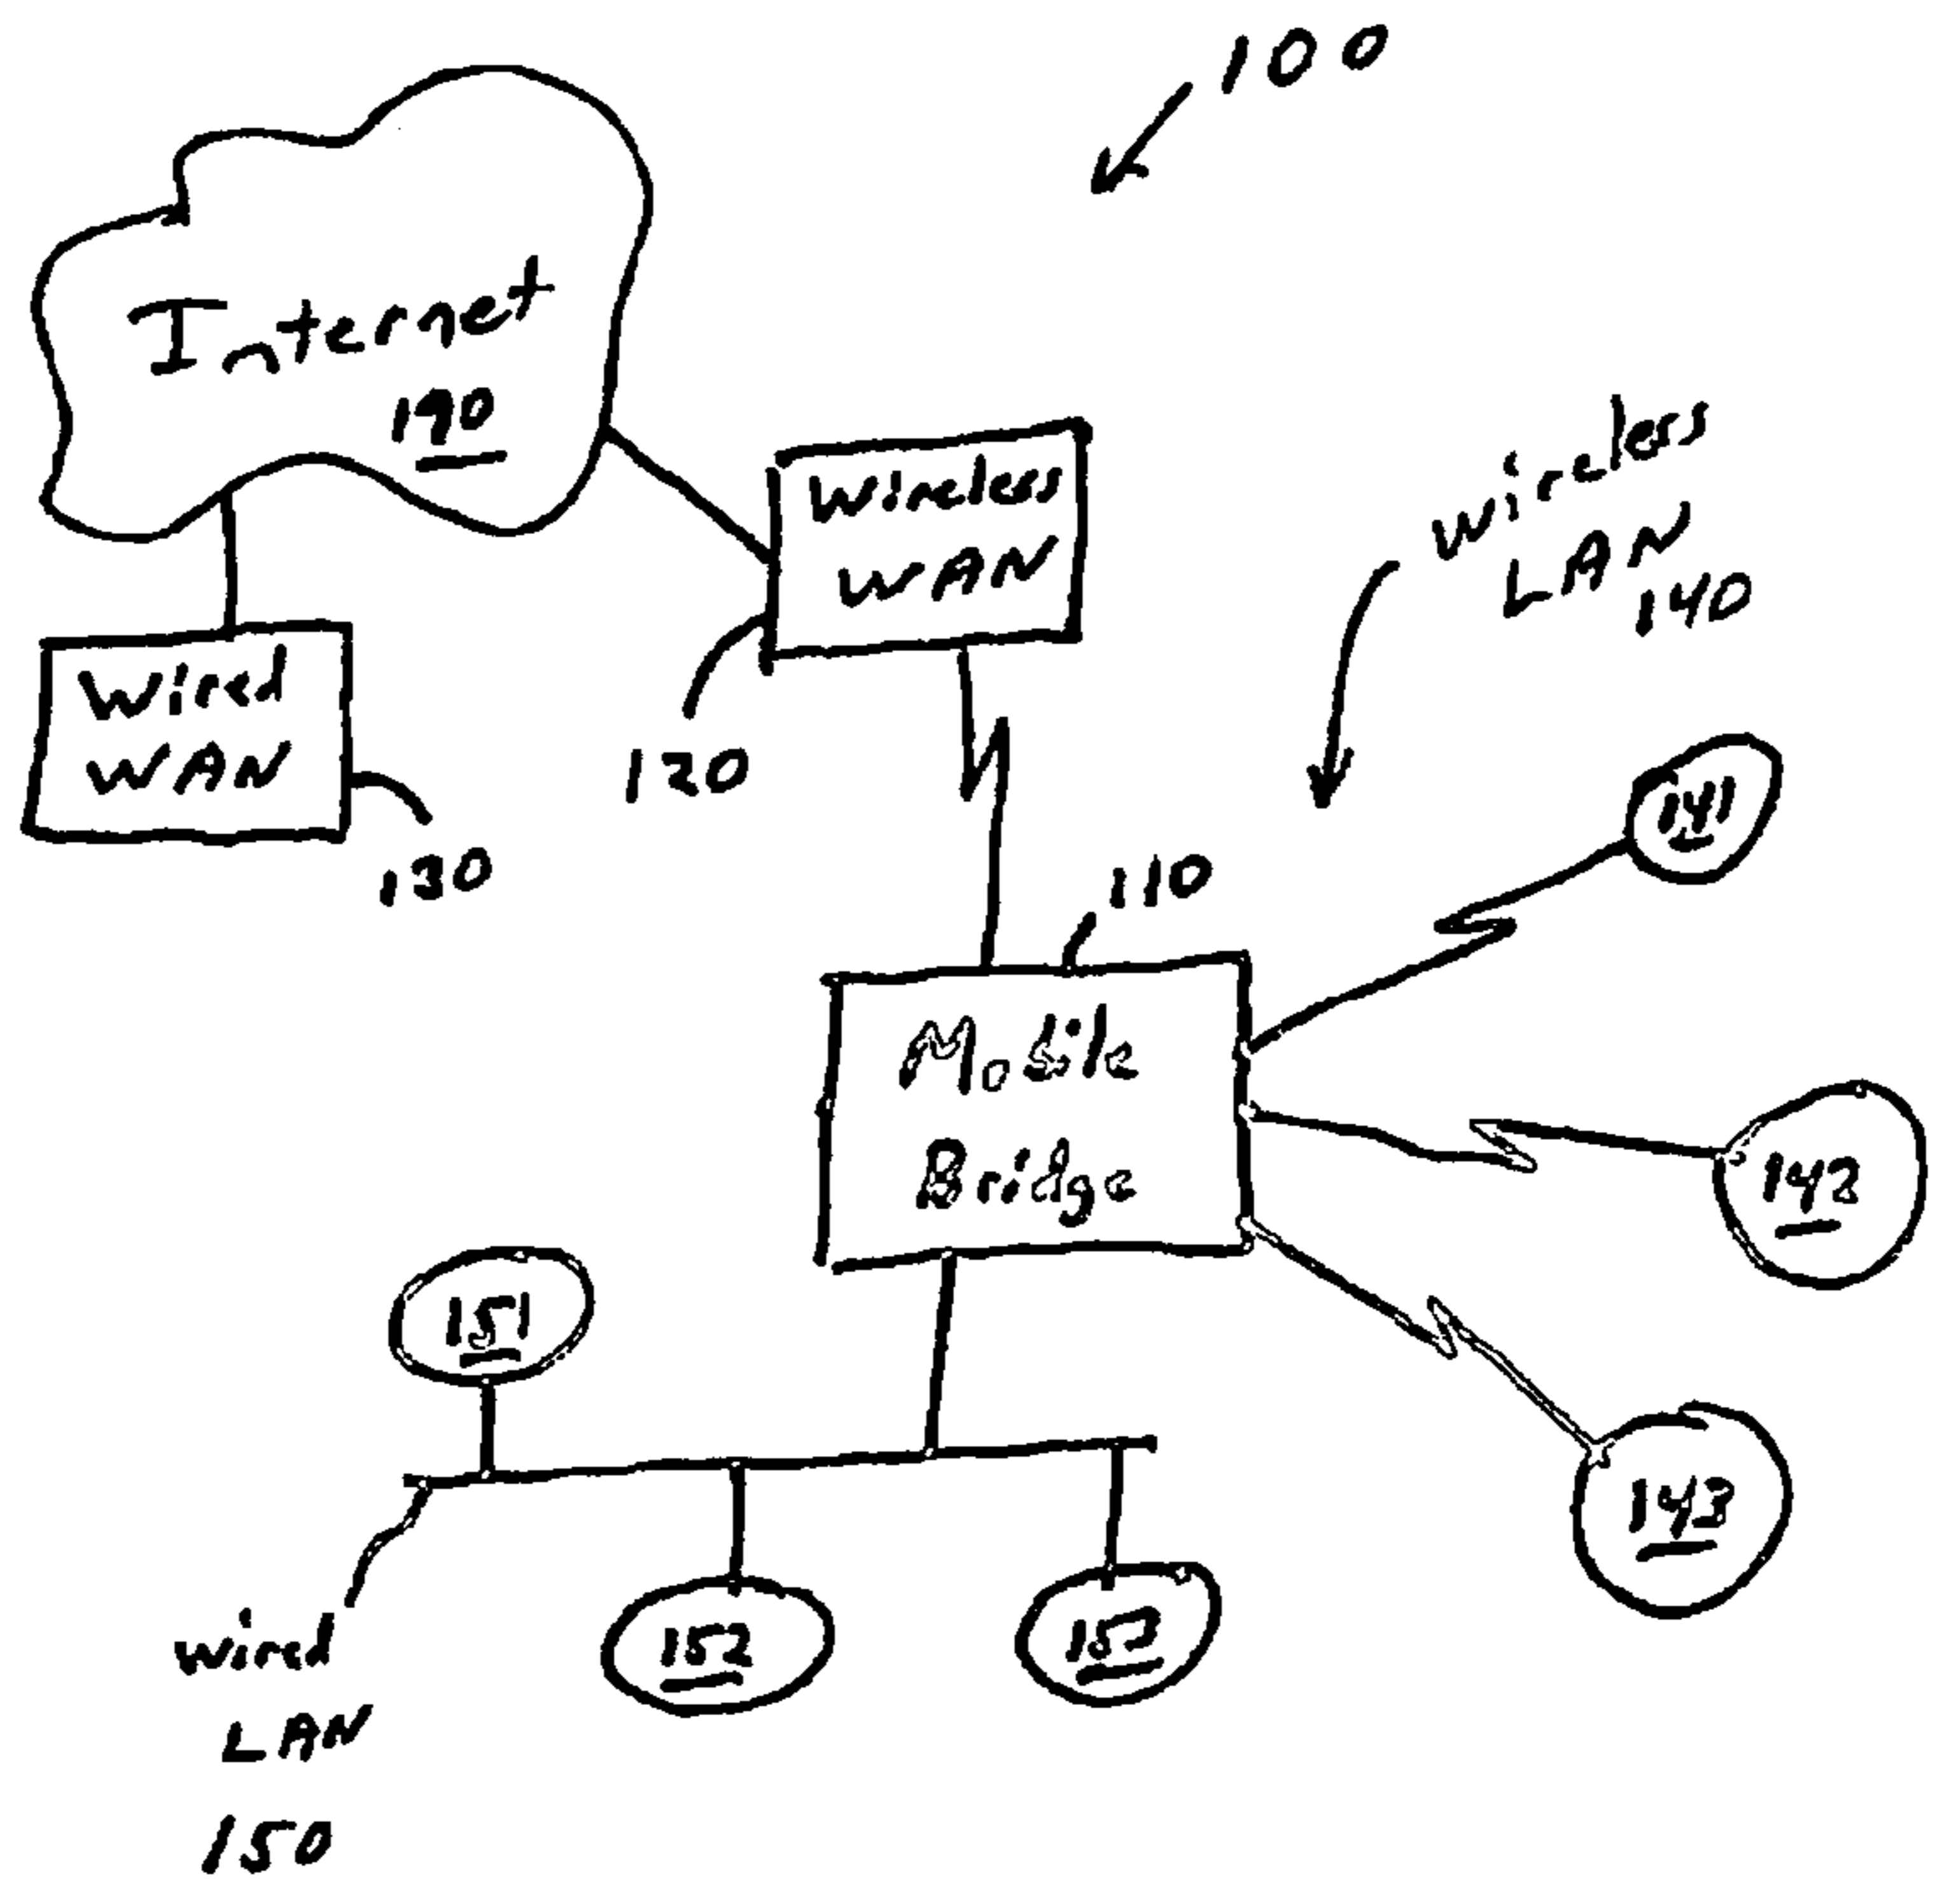 100
Internet
190
Wireless
WAN
wireless
LAN
140
Wired
WAN
120
130
141
110
Mobile
Bridge
142
151
143
152
153
wired
LAN
150